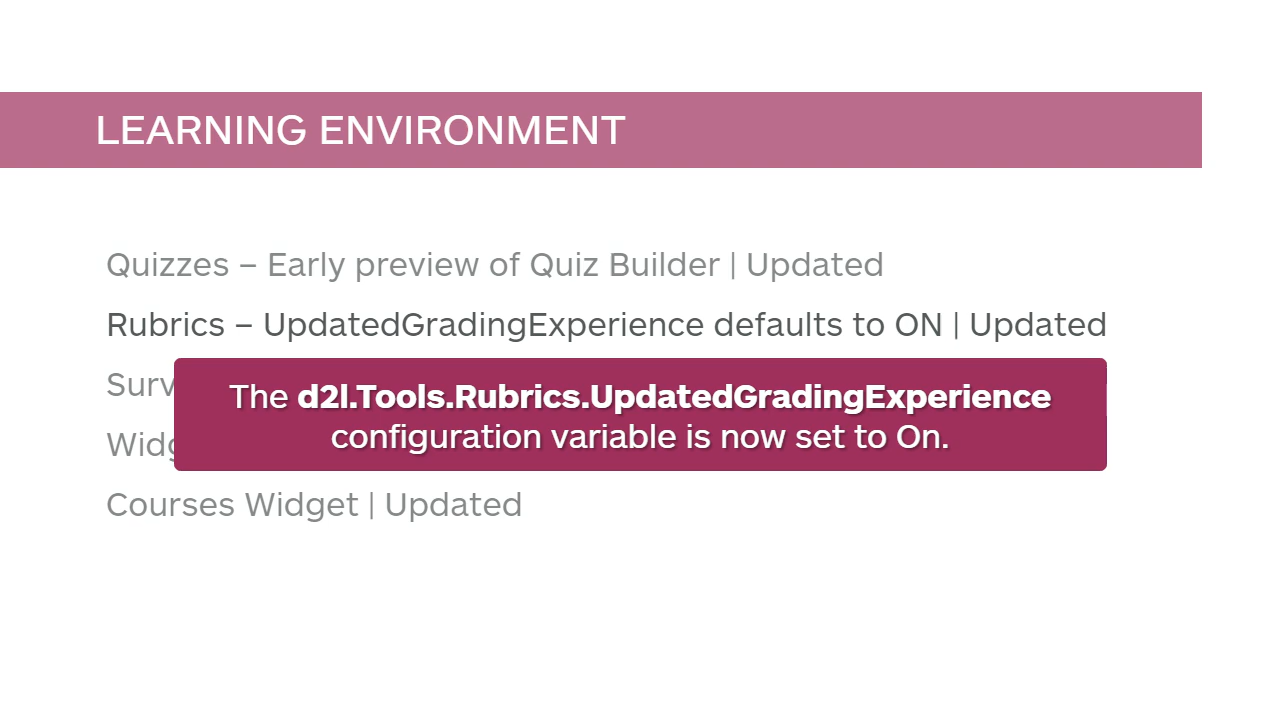 LEARNING ENVIRONMENT
Quizzes – Early preview of Quiz Builder | Updated
Rubrics – UpdatedGradingExperience defaults to ON | Updated
The d2l.Tools.Rubrics.UpdatedGradingExperience
configuration variable is now set to On.
Courses Widget | Updated